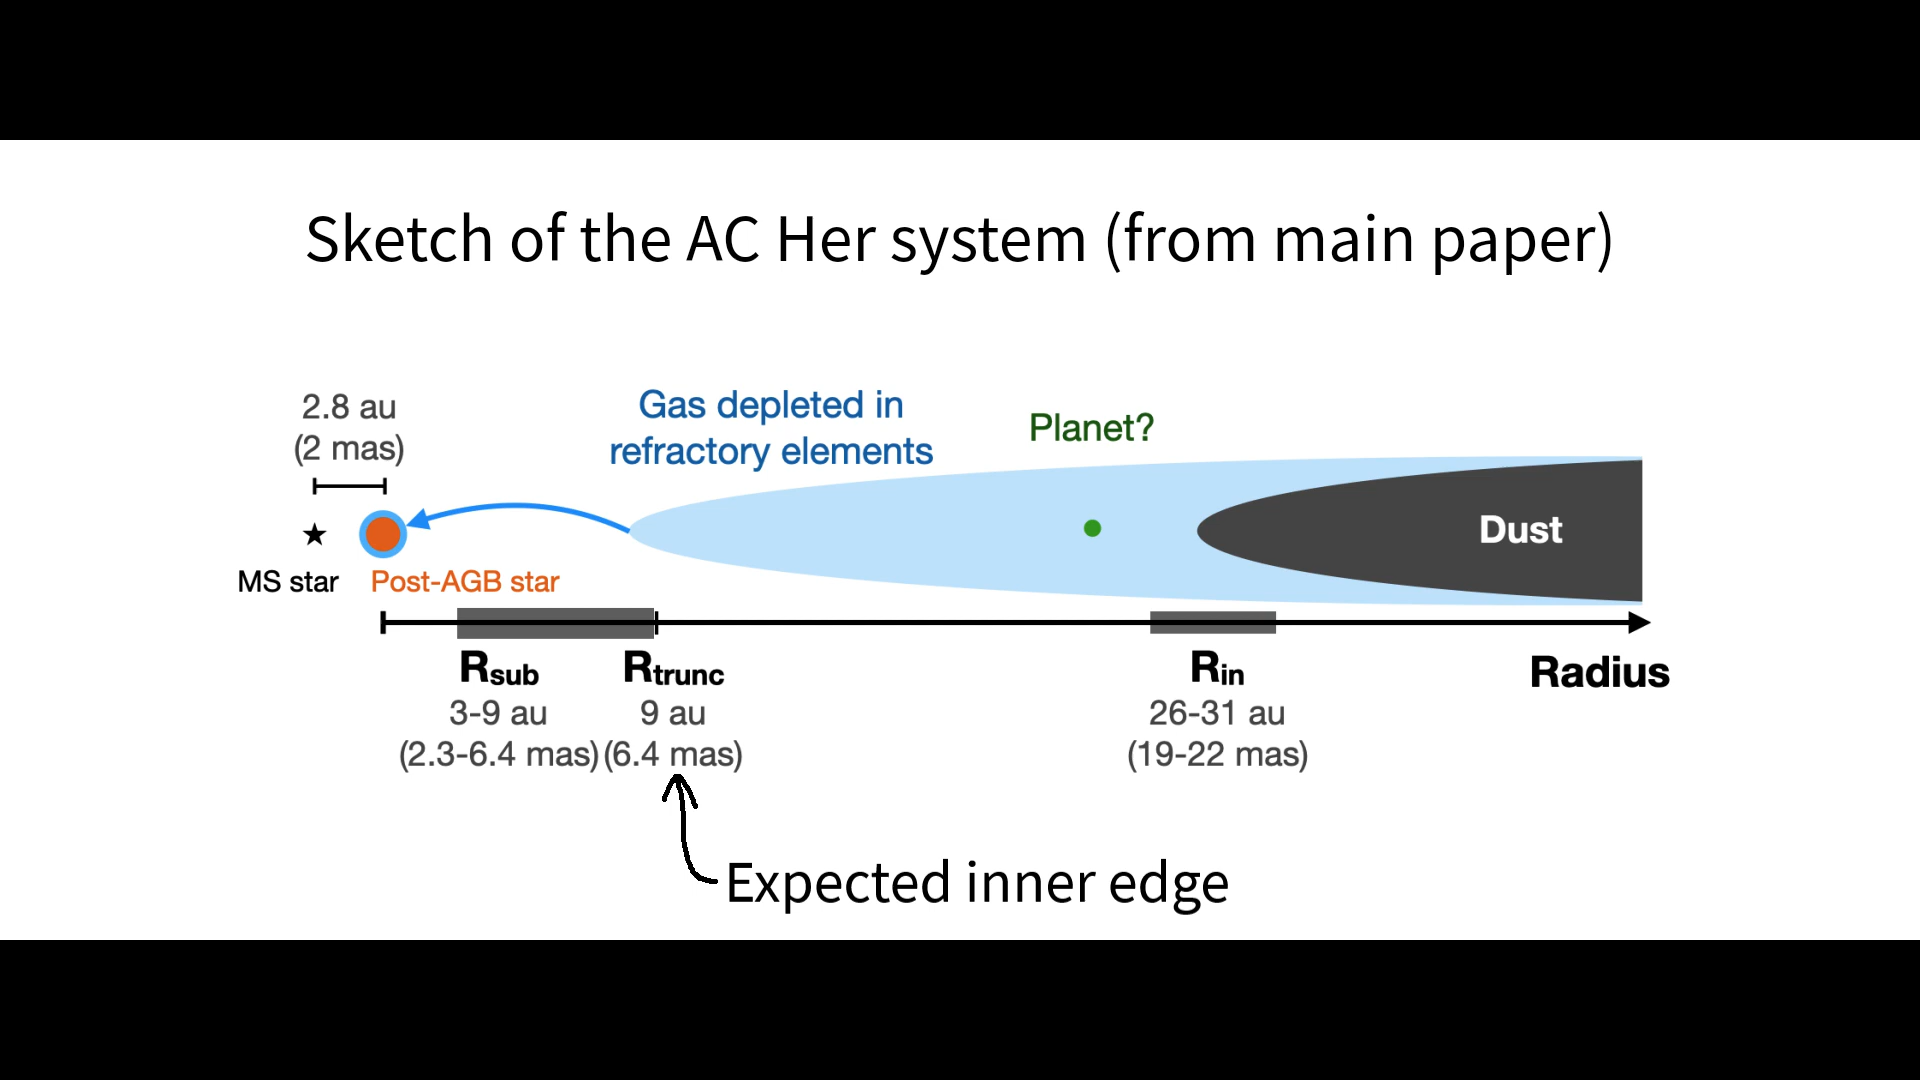 Sketch of the AC Her system (from main paper)
2.8 au
(2 mas)
Gas depleted in
refractory elements
Planet?
Dust
MS star
Post-AGB star
Rsub
3-9 au
(2.3-6.4 mas)
Rtrunc
9 au
(6.4 mas)
Rin
26-31 au
(19-22 mas)
Radius
Expected inner edge